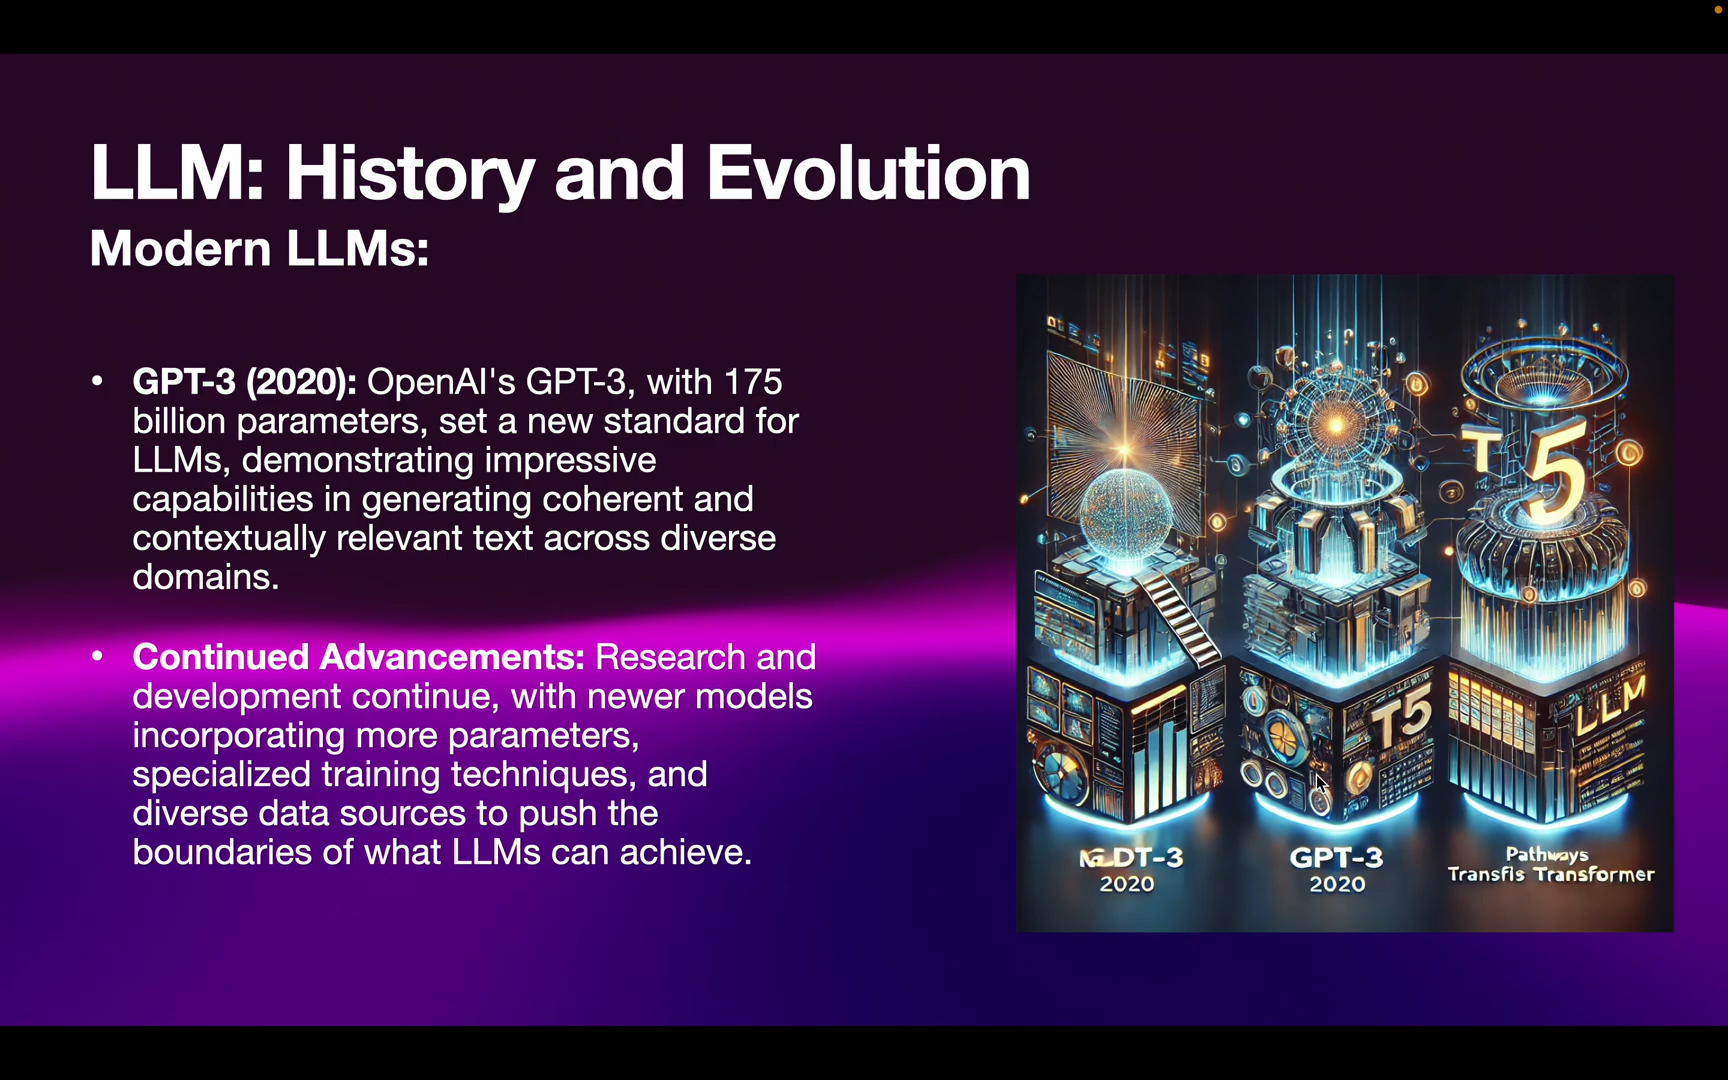 LLM: History and Evolution
Modern LLMs:
• GPT-3 (2020): OpenAI's GPT-3, with 175
billion parameters, set a new standard for
LLMs, demonstrating impressive
capabilities in generating coherent and
contextually relevant text across diverse
domains.
• Continued Advancements: Research and
development continue, with newer models
incorporating more parameters,
specialized training techniques, and
diverse data sources to push the
boundaries of what LLMs can achieve.
T 5
T5
LLM
DT-3
2020
GPT-3
2020
Pathways
Transfis Transformer